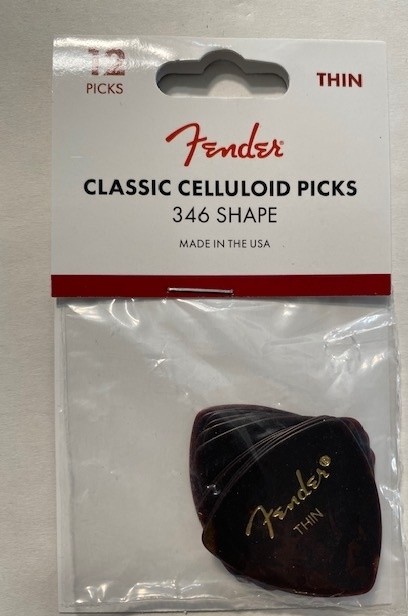 12
PICKS
THIN
Fender®
CLASSIC CELLULOID PICKS
346 SHAPE
MADE IN THE USA
Fender®
THIN